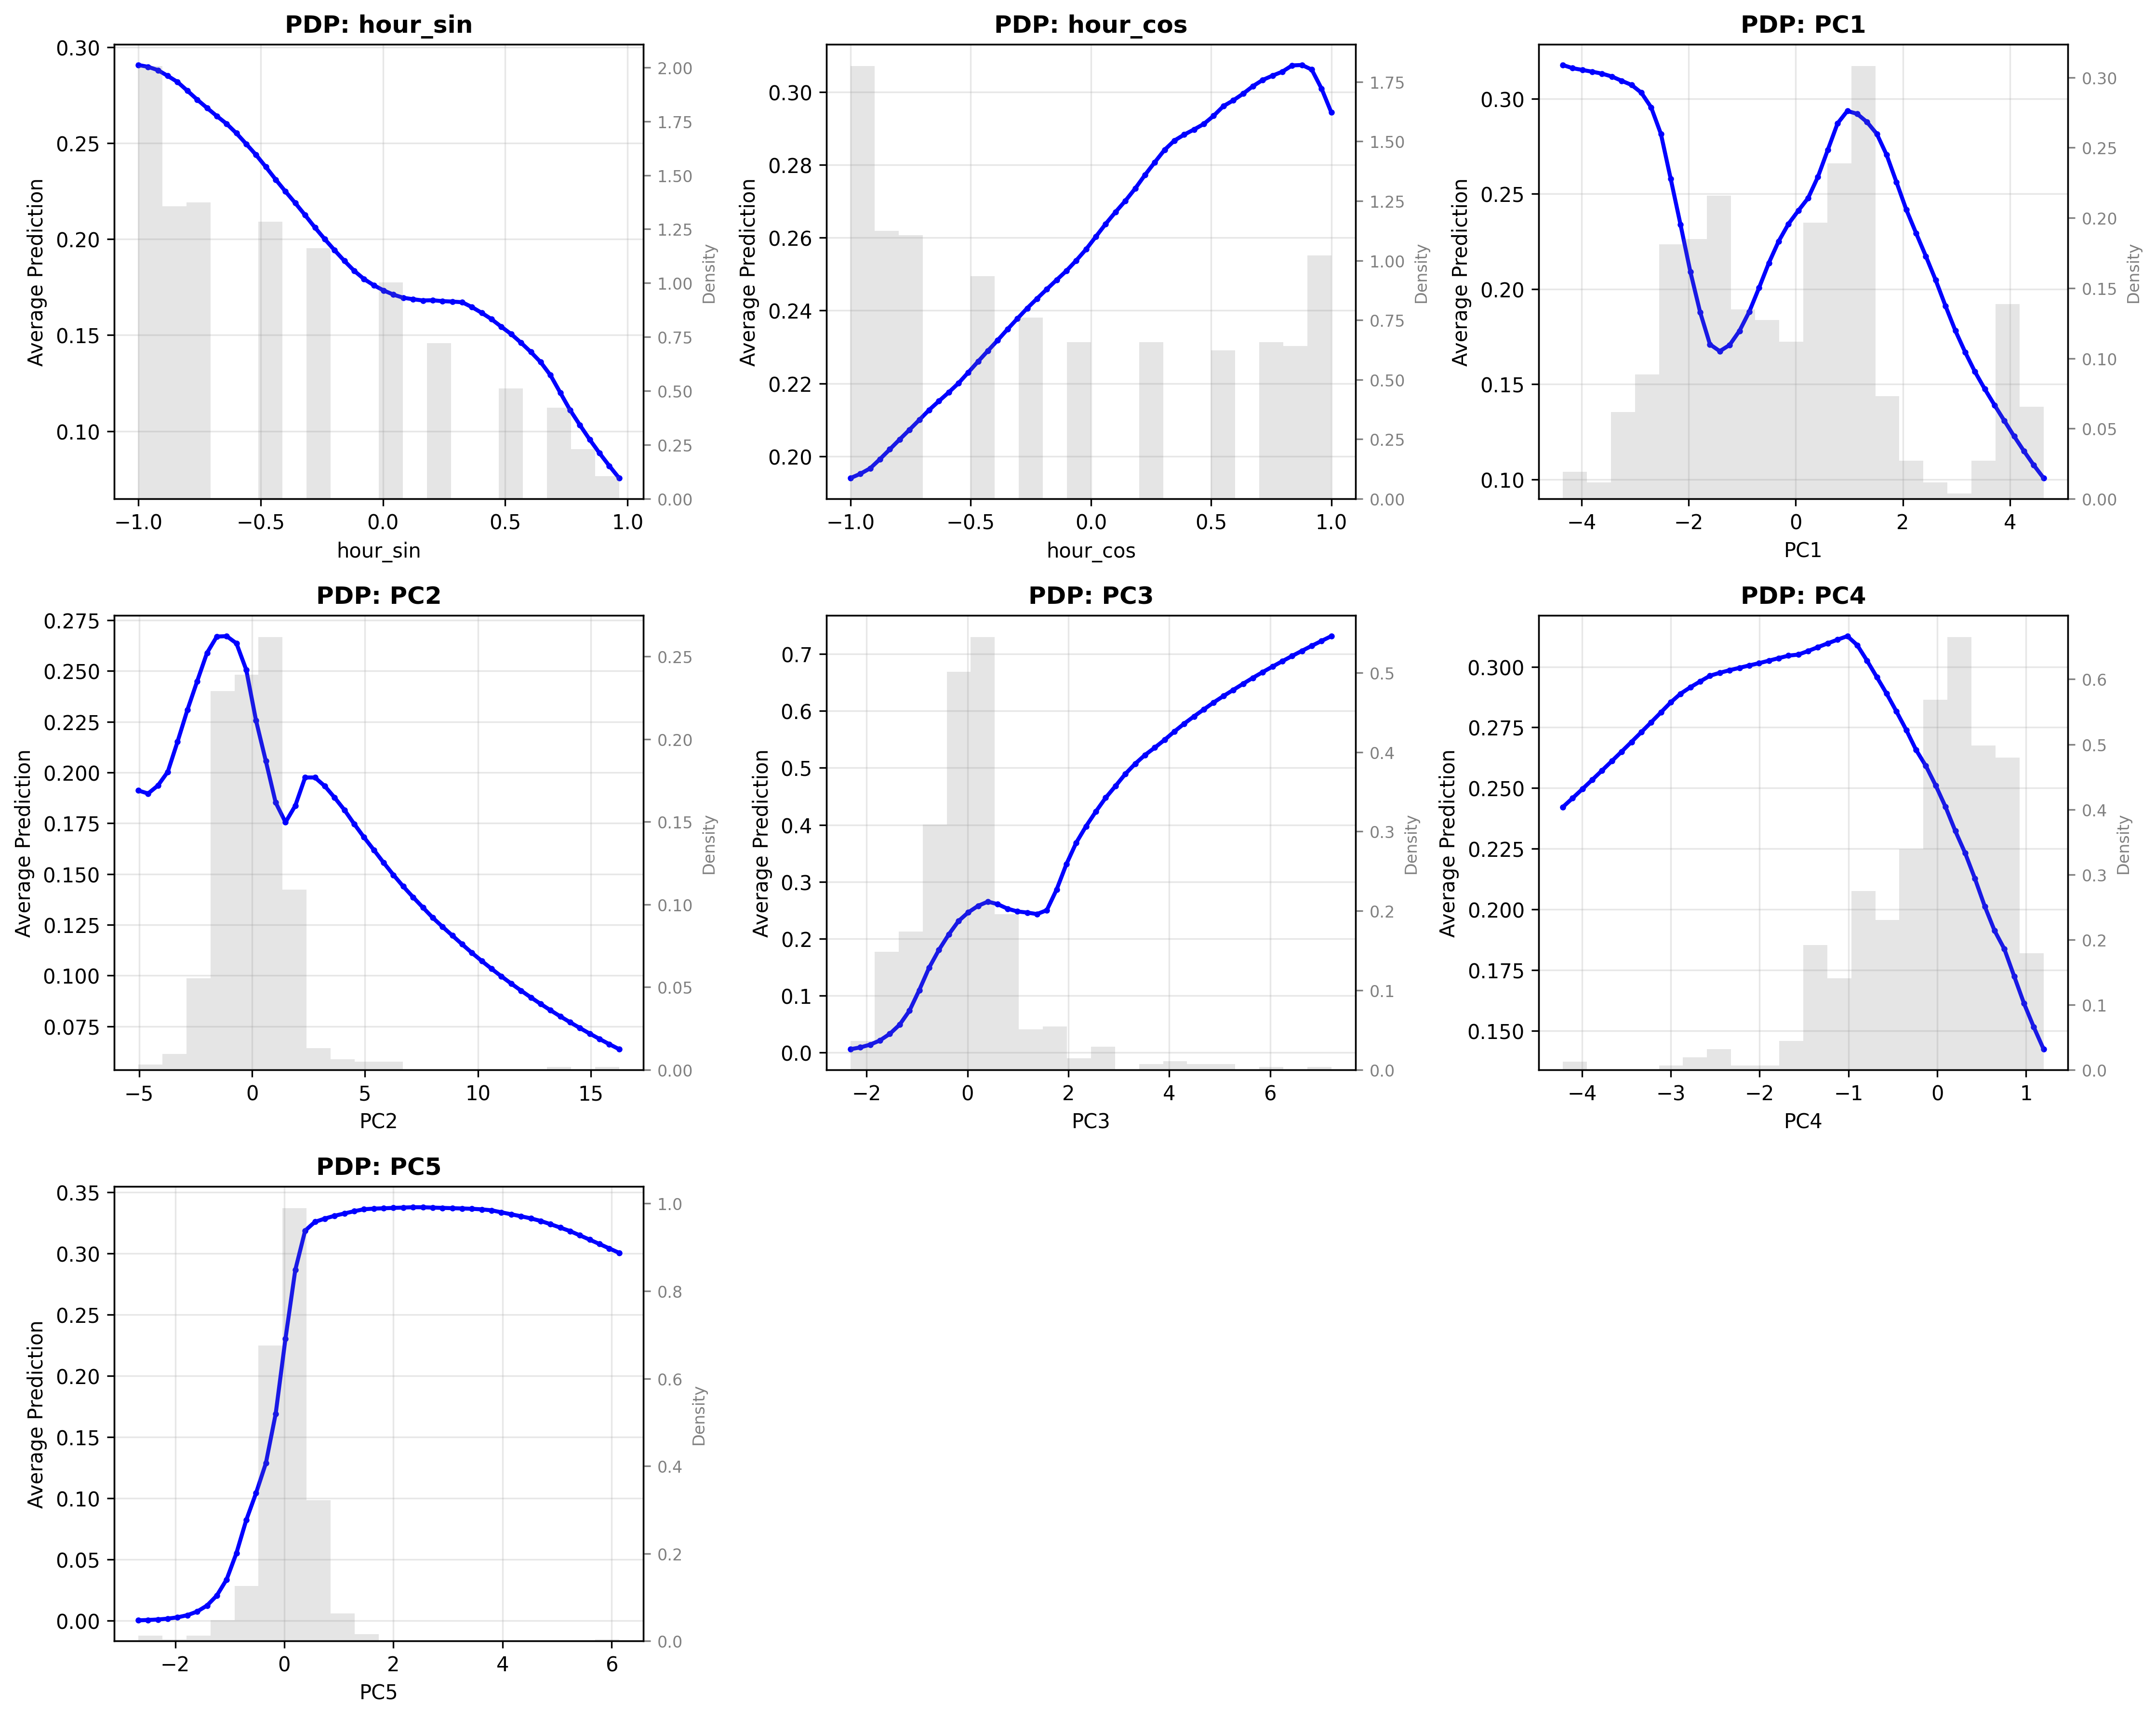 PDP: hour_sin
0.30
0.25
0.20
0.15
0.10
Average Prediction
2.00
1.75
1.50
1.25
1.00
0.75
0.50
0.25
0.00
Density
−1.0 −0.5 0.0 0.5 1.0
hour_sin
PDP: hour_cos
0.30
0.28
0.26
0.24
0.22
0.20
Average Prediction
1.75
1.50
1.25
1.00
0.75
0.50
0.25
0.00
Density
−1.0 −0.5 0.0 0.5 1.0
hour_cos
PDP: PC1
0.30
0.25
0.20
0.15
0.10
Average Prediction
0.30
0.25
0.20
0.15
0.10
0.05
0.00
Density
−4 −2 0 2 4
PC1
PDP: PC2
0.275
0.250
0.225
0.200
0.175
0.150
0.125
0.100
0.075
Average Prediction
0.25
0.20
0.15
0.10
0.05
0.00
Density
−5 0 5 10 15
PC2
PDP: PC3
0.7
0.6
0.5
0.4
0.3
0.2
0.1
0.0
Average Prediction
0.5
0.4
0.3
0.2
0.1
0.0
Density
−2 0 2 4 6
PC3
PDP: PC4
0.300
0.275
0.250
0.225
0.200
0.175
0.150
Average Prediction
0.6
0.5
0.4
0.3
0.2
0.1
0.0
Density
−4 −3 −2 −1 0 1
PC4
PDP: PC5
0.35
0.30
0.25
0.20
0.15
0.10
0.05
0.00
Average Prediction
1.0
0.8
0.6
0.4
0.2
0.0
Density
−2 0 2 4 6
PC5